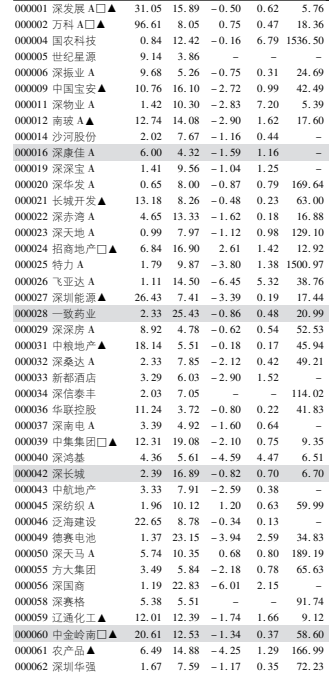 000001 深发展 A□▲ 31.05 15.89 －0.50 0.62 5.76
000002 万科 A□▲ 96.61 8.05 0.75 0.47 18.36
000004 国农科技 0.84 12.42 －0.16 6.79 1536.50
000005 世纪星源 9.14 3.86 － － －
000006 深振业 A 9.68 5.26 －0.75 0.31 24.69
000009 中国宝安▲ 10.76 16.10 －2.72 0.99 42.49
000011 深物业 A 1.42 10.30 －2.83 7.20 5.39
000012 南玻 A▲ 12.74 14.08 －2.90 1.62 17.60
000014 沙河股份 2.02 7.67 －1.16 0.44 －
000016 深康佳 A 6.00 4.32 －1.59 1.16 －
000019 深深宝 A 1.41 9.56 －1.04 1.25 －
000020 深华发 A 0.65 8.00 －0.87 0.79 169.64
000021 长城开发▲ 13.18 8.26 －0.48 0.23 63.00
000022 深赤湾 A 4.65 13.33 －1.62 0.18 16.88
000023 深天地 A 0.99 7.97 －1.12 0.98 129.10
000024 招商地产□▲ 6.84 16.90 2.61 1.42 12.92
000025 特力 A 1.79 9.87 －3.80 1.38 1500.97
000026 飞亚达 A 1.11 14.50 －6.45 5.32 38.76
000027 深圳能源▲ 26.43 7.41 －3.39 0.19 17.44
000028 一致药业 2.33 25.43 －0.86 0.48 20.99
000029 深深房 A 8.92 4.78 －0.62 0.54 52.53
000031 中粮地产▲ 18.14 5.51 －0.18 0.17 45.94
000032 深桑达 A 2.33 7.85 －2.12 0.42 49.21
000033 新都酒店 3.29 6.03 －2.90 1.52 －
000034 深信泰丰 2.03 7.05 － － 114.02
000036 华联控股 11.24 3.72 －0.80 0.22 41.83
000037 深南电 A 3.39 4.92 －1.60 0.64 －
000039 中集集团□▲ 12.31 19.08 －2.10 0.75 9.35
000040 深鸿基 4.36 5.61 －4.59 4.47 6.51
000042 深长城 2.39 16.89 －0.82 0.70 6.70
000043 中航地产 3.33 7.91 －2.59 0.38 －
000045 深纺织 A 1.96 10.12 1.20 0.63 59.99
000046 泛海建设 22.65 8.78 －0.34 0.13 －
000049 德赛电池 1.37 23.15 －3.94 2.59 34.83
000050 深天马 A 5.74 10.35 0.68 0.80 189.19
000055 方大集团 3.49 5.84 －2.18 0.78 65.63
000056 深国商 1.19 22.83 －6.01 2.15 －
000058 深赛格 5.38 5.51 － － 91.74
000059 辽通化工▲ 12.01 12.39 －1.74 1.66 9.12
000060 中金岭南□▲ 20.61 12.53 －1.34 0.37 58.60
000061 农产品▲ 6.49 14.88 －4.25 1.29 166.99
000062 深圳华强 1.67 7.59 －1.17 0.35 72.23